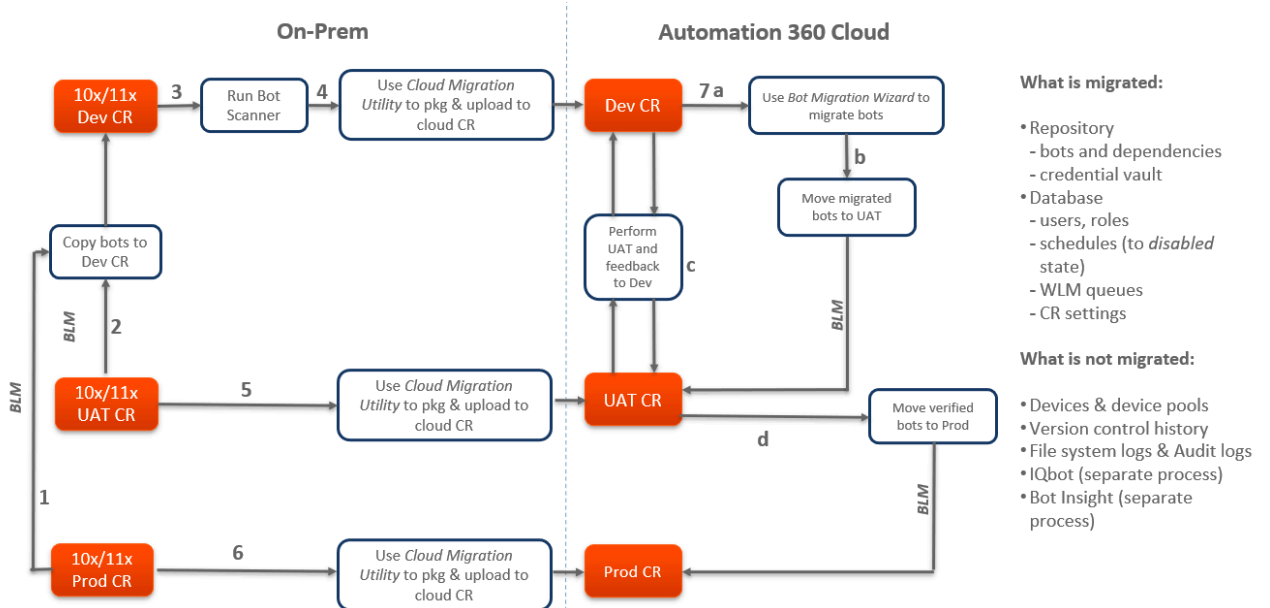 On-Prem
Automation 360 Cloud
10x/11x
Dev CR
3
Run Bot
Scanner
4
Use Cloud Migration
Utility to pkg & upload to
cloud CR
Dev CR
7 a
Use Bot Migration Wizard to
migrate bots
b
Move migrated
bots to UAT
Copy bots to
Dev CR
Perform
UAT and
feedback
to Dev
c
BLM
2
BLM
BLM
10x/11x
UAT CR
5
Use Cloud Migration
Utility to pkg & upload to
cloud CR
UAT CR
d
Move verified
bots to Prod
BLM
1
10x/11x
Prod CR
6
Use Cloud Migration
Utility to pkg & upload to
cloud CR
Prod CR
What is migrated:
• Repository
- bots and dependencies
- credential vault
• Database
- users, roles
- schedules (to disabled
state)
- WLM queues
- CR settings
What is not migrated:
• Devices & device pools
• Version control history
• File system logs & Audit logs
• IQbot (separate process)
• Bot Insight (separate
process)